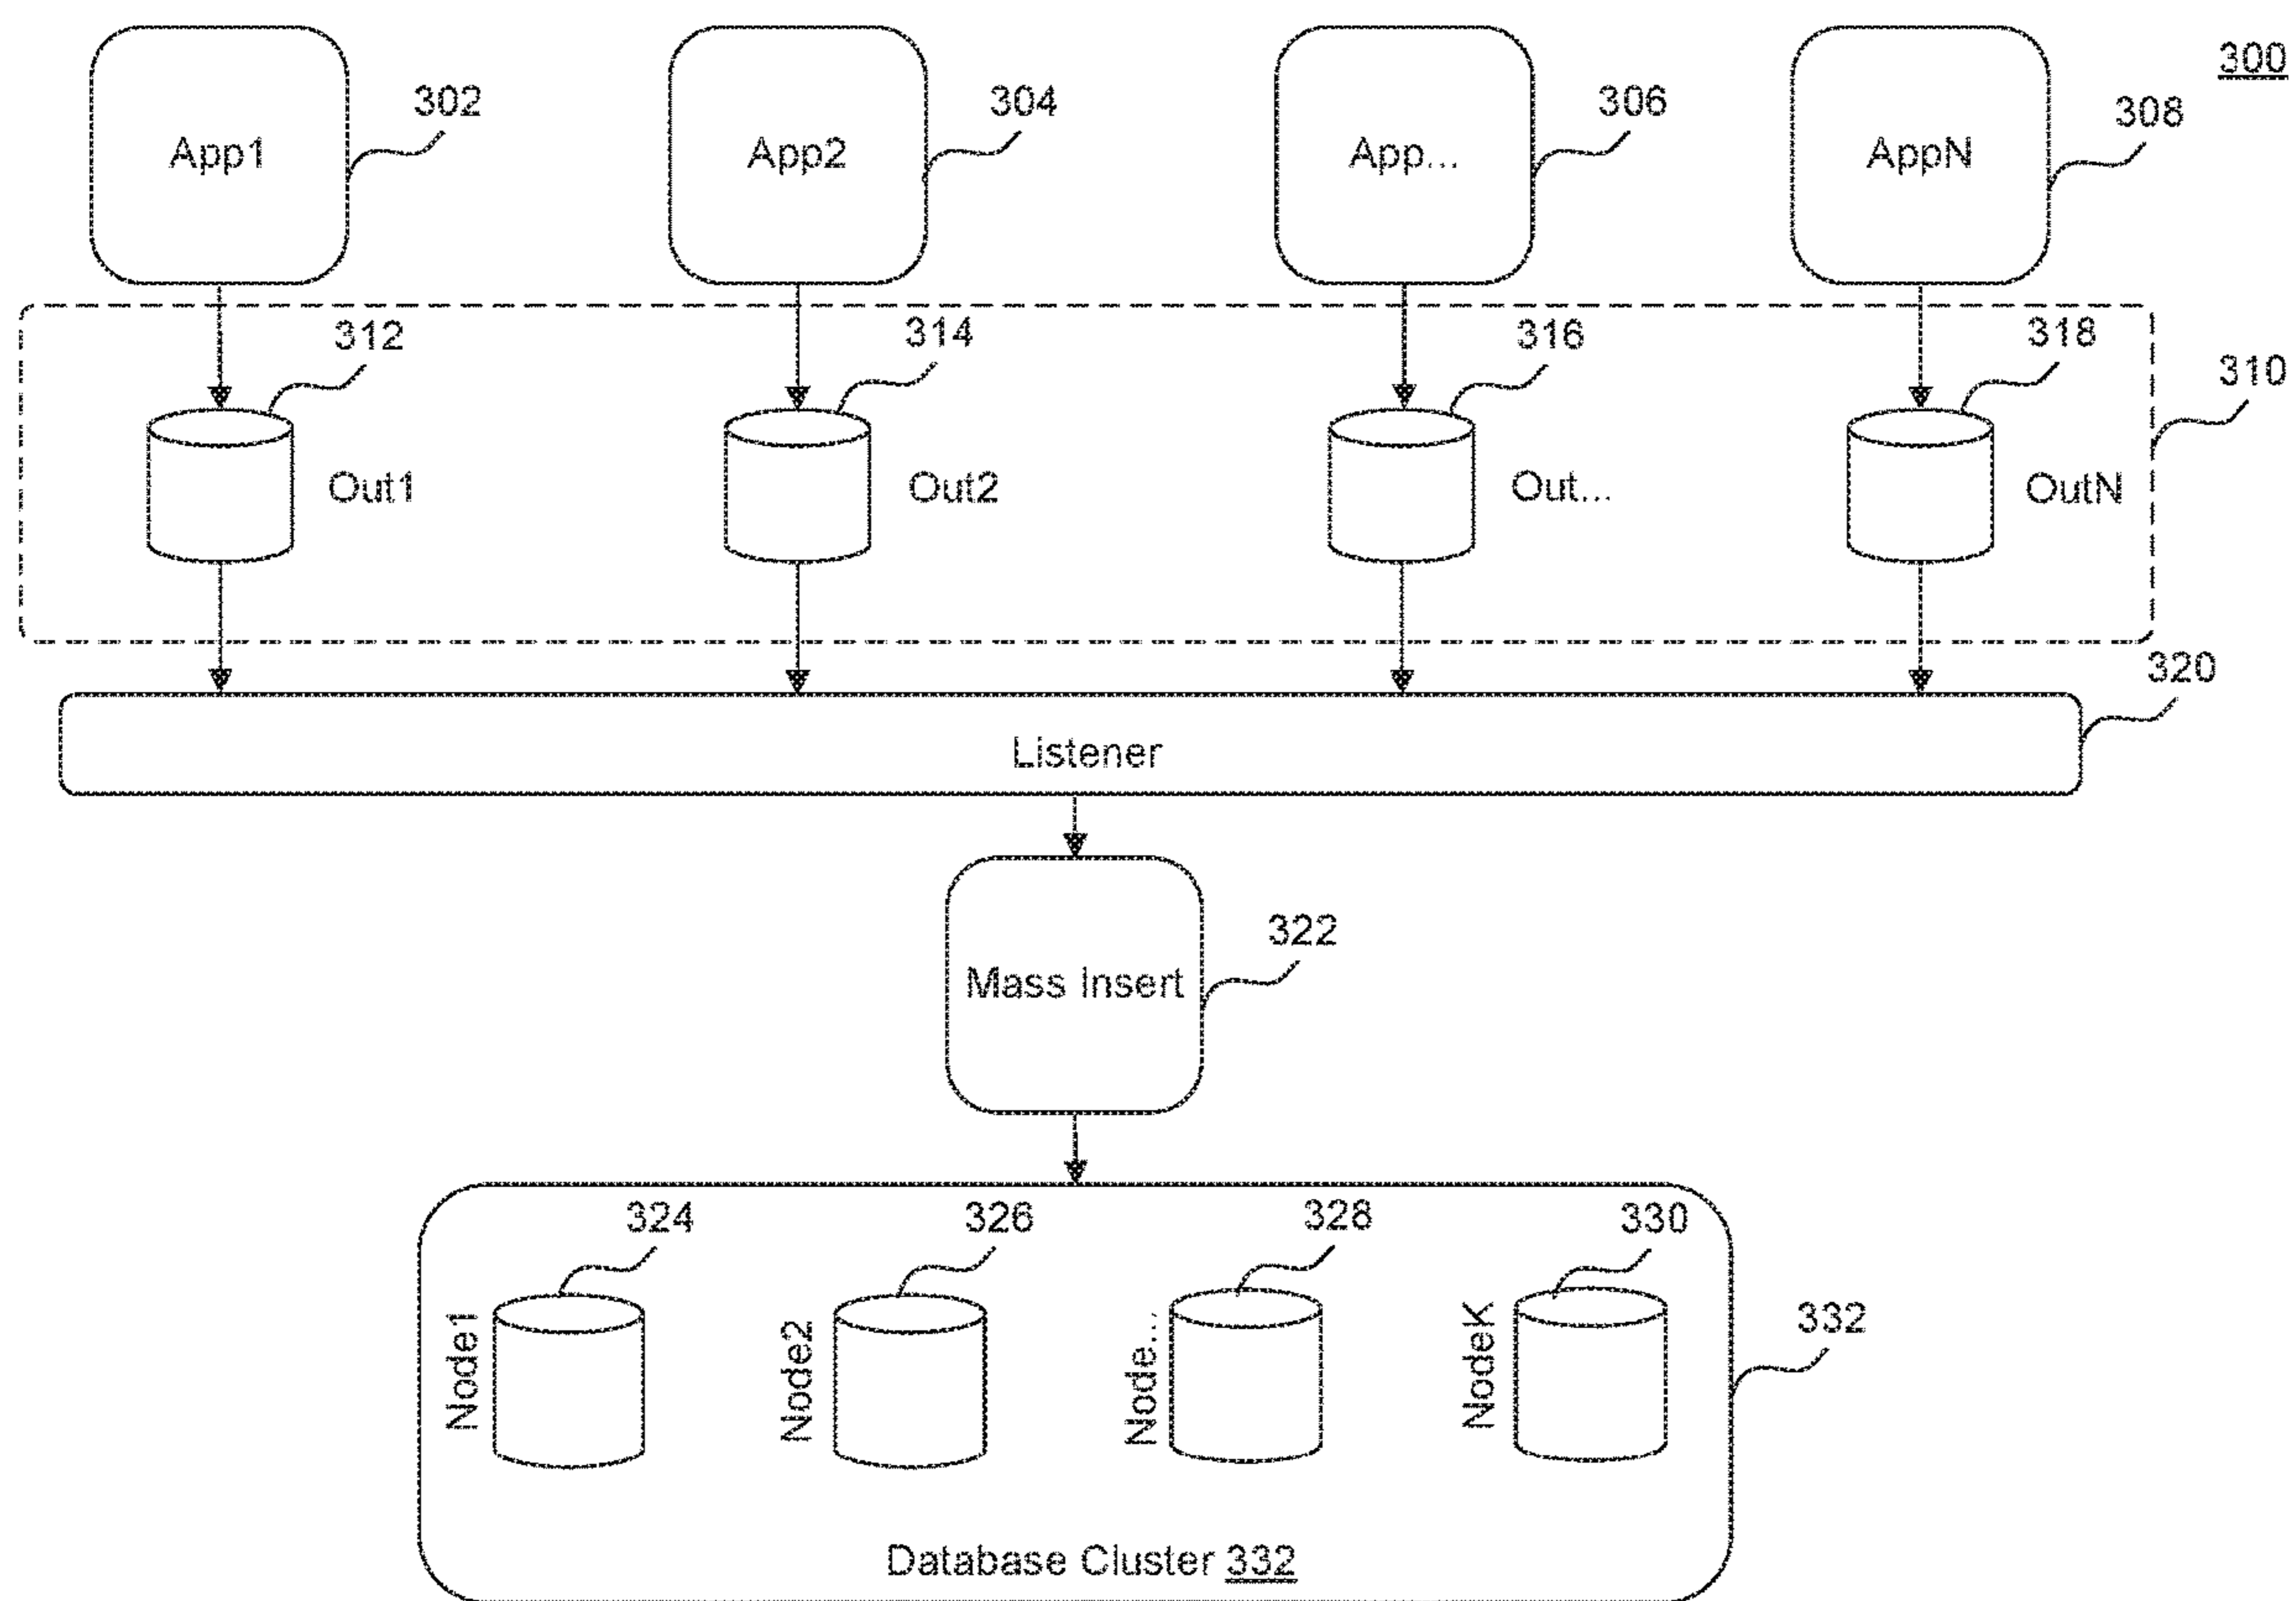 300
302
304
306
308
App1
App2
App...
AppN
312
314
316
318
310
Out1
Out2
Out...
OutN
320
Listener
322
Mass Insert
324
326
328
330
Node1
Node2
Node...
NodeK
332
Database Cluster 332